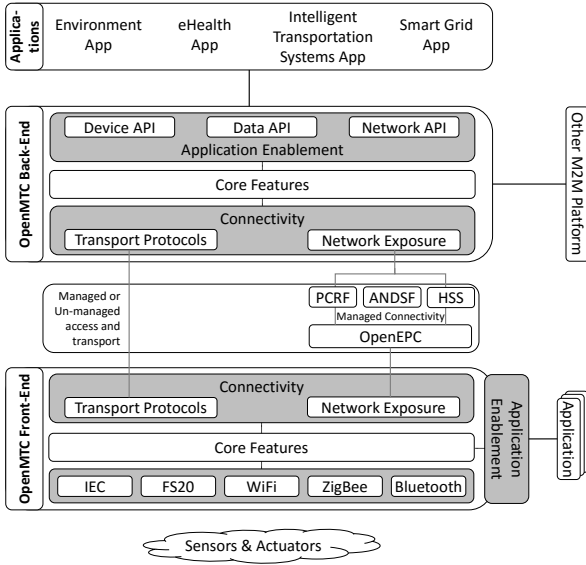 Applica-
tions
Environment
App
eHealth
App
Intelligent
Transportation
Systems App
Smart Grid
App
OpenMTC Back-End
Device API
Data API
Network API
Application Enablement
Core Features
Connectivity
Transport Protocols
Network Exposure
Other M2M Platform
Managed or
Un-managed
access and
transport
PCRF
ANDSF
HSS
Managed Connectivity
OpenEPC
OpenMTC Front-End
Connectivity
Transport Protocols
Network Exposure
Core Features
IEC
FS20
WiFi
ZigBee
Bluetooth
Application
Enablement
Application
Sensors & Actuators